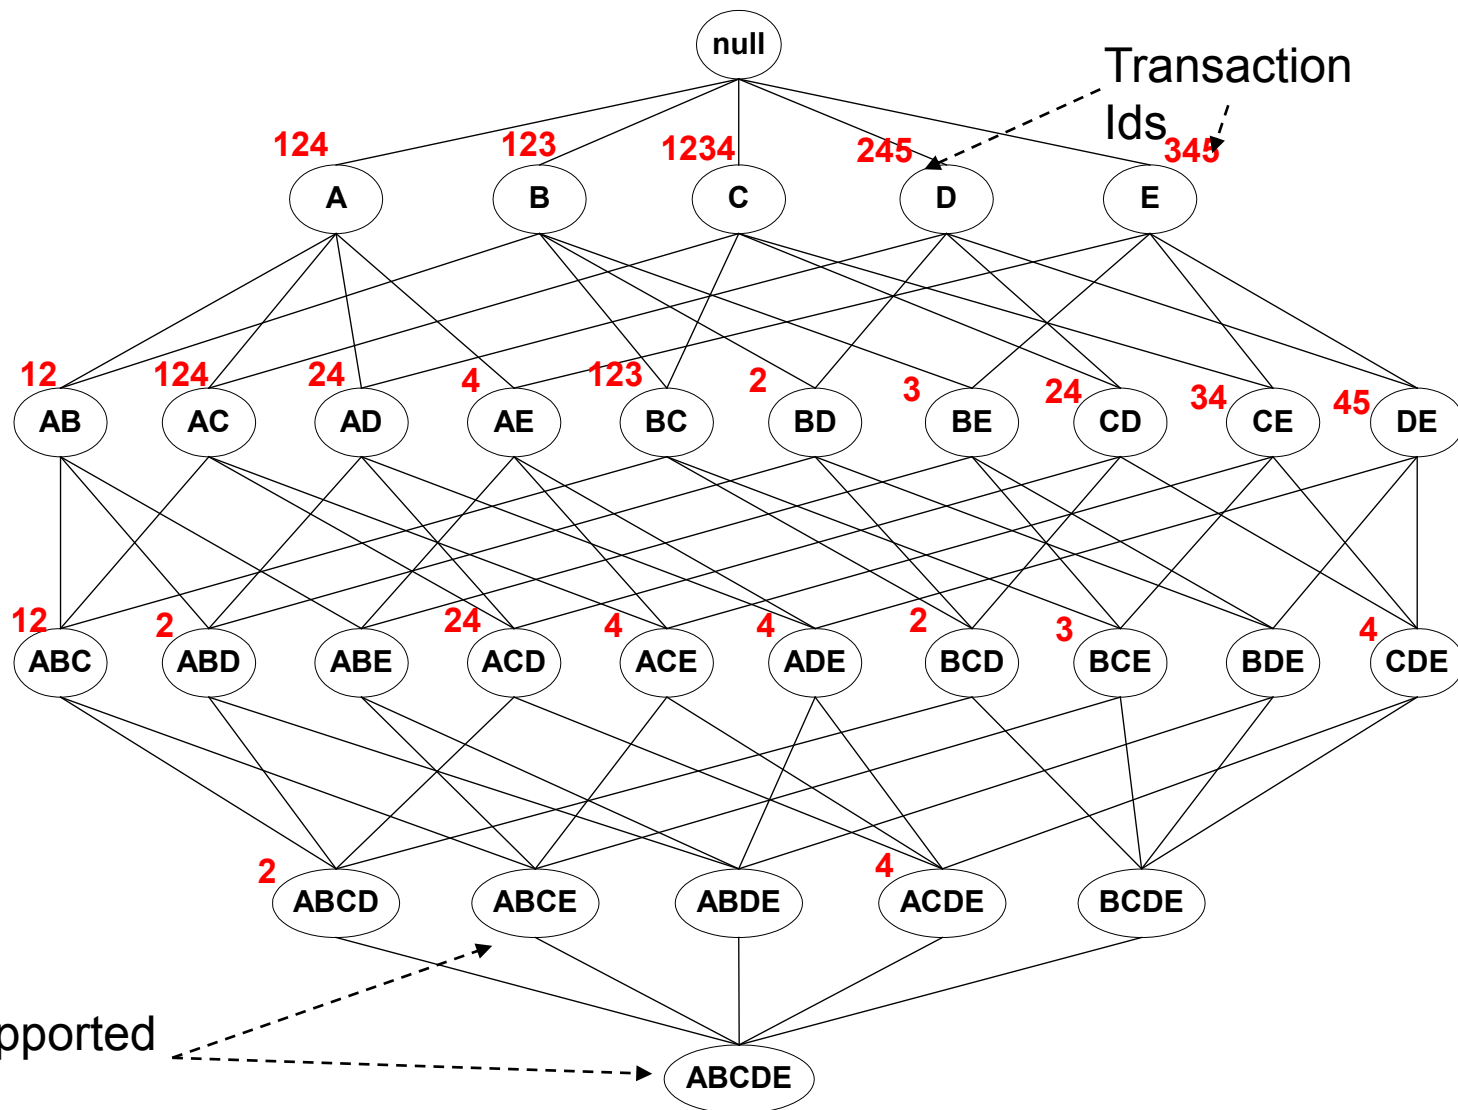 null
Transaction
Ids
124 123 1234 245 345
A B C D E
12 124 24 4 123 2 3 24 34 45
AB AC AD AE BC BD BE CD CE DE
12 2 24 4 4 2 3 4
ABC ABD ABE ACD ACE ADE BCD BCE BDE CDE
2 4
ABCD ABCE ABDE ACDE BCDE
pported
ABCDE